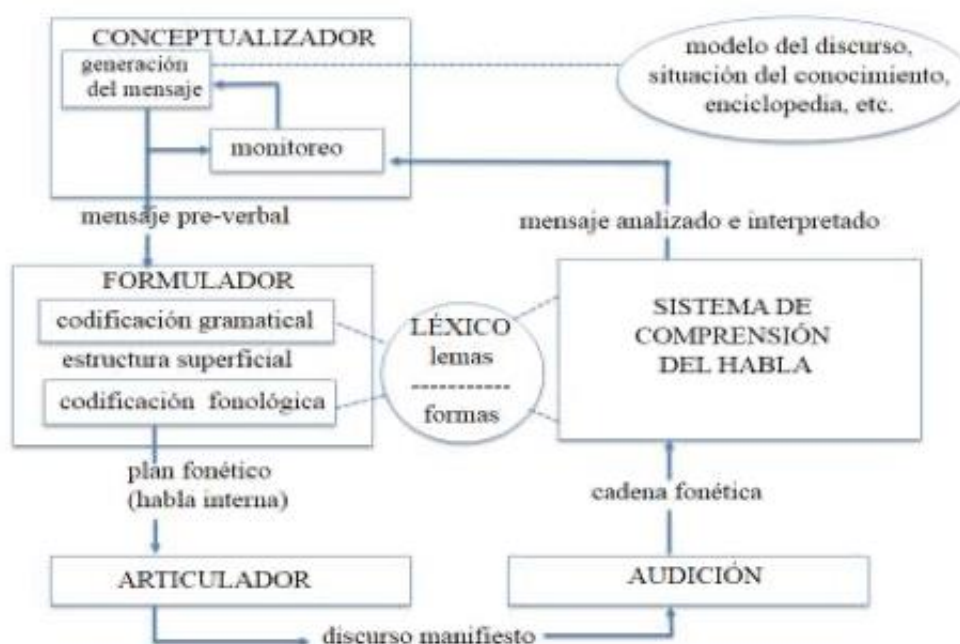 CONCEPTUALIZADOR
generación
del mensaje
monitoreo
modelo del discurso,
situación del conocimiento,
enciclopedia, etc.
mensaje pre-verbal
mensaje analizado e interpretado
FORMULADOR
codificación gramatical
estructura superficial
codificación fonológica
LÉXICO
lemas
-----------
formas
SISTEMA DE
COMPRENSIÓN
DEL HABLA
plan fonético
(habla interna)
cadena fonética
ARTICULADOR
AUDICIÓN
discurso manifiesto